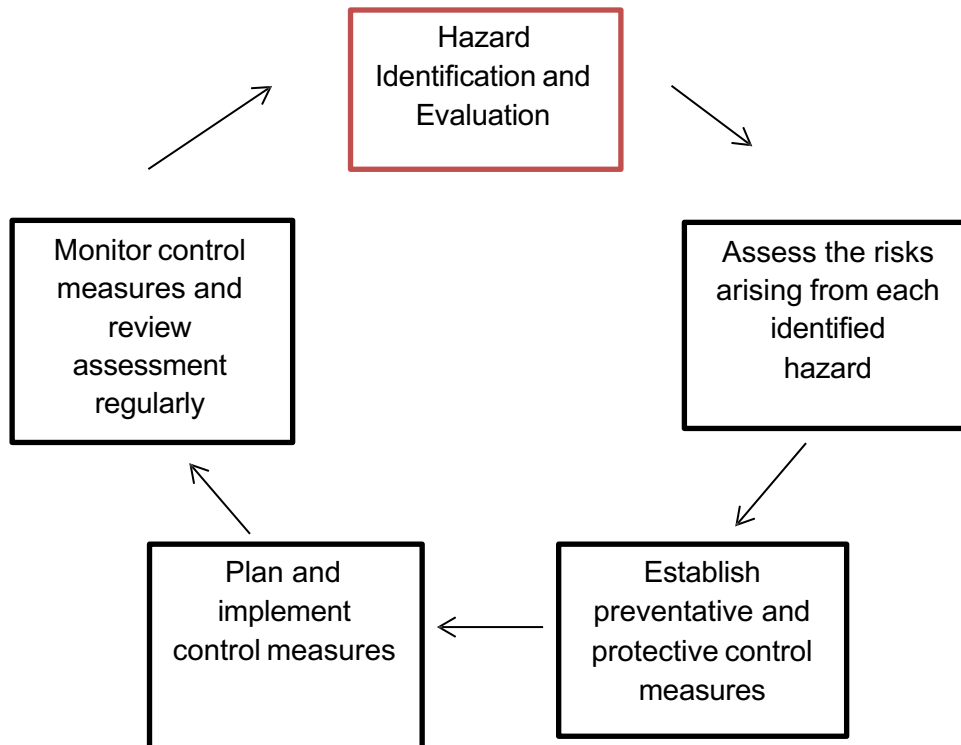 Hazard
Identification and
Evaluation
Assess the risks
arising from each
identified
hazard
Establish
preventative and
protective control
measures
Plan and
implement
control measures
Monitor control
measures and
review
assessment
regularly